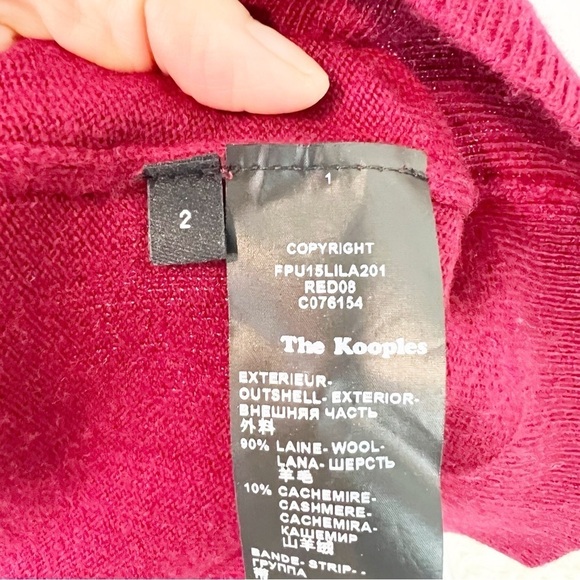 2
1
COPYRIGHT
FPU15LILA201
RED08
C076154
The Kooples
EXTERIEUR-
OUTSHELL- EXTERIOR-
ВНЕШНЯЯ ЧАСТЬ
外料
90% LAINE- WOOL-
LANA- ШЕРСТЬ
羊毛
10% CACHEMIRE-
CASHMERE-
CACHEMIRA-
КАШЕМИР
山羊绒
BANDE- STRIP- -
ГРУППА